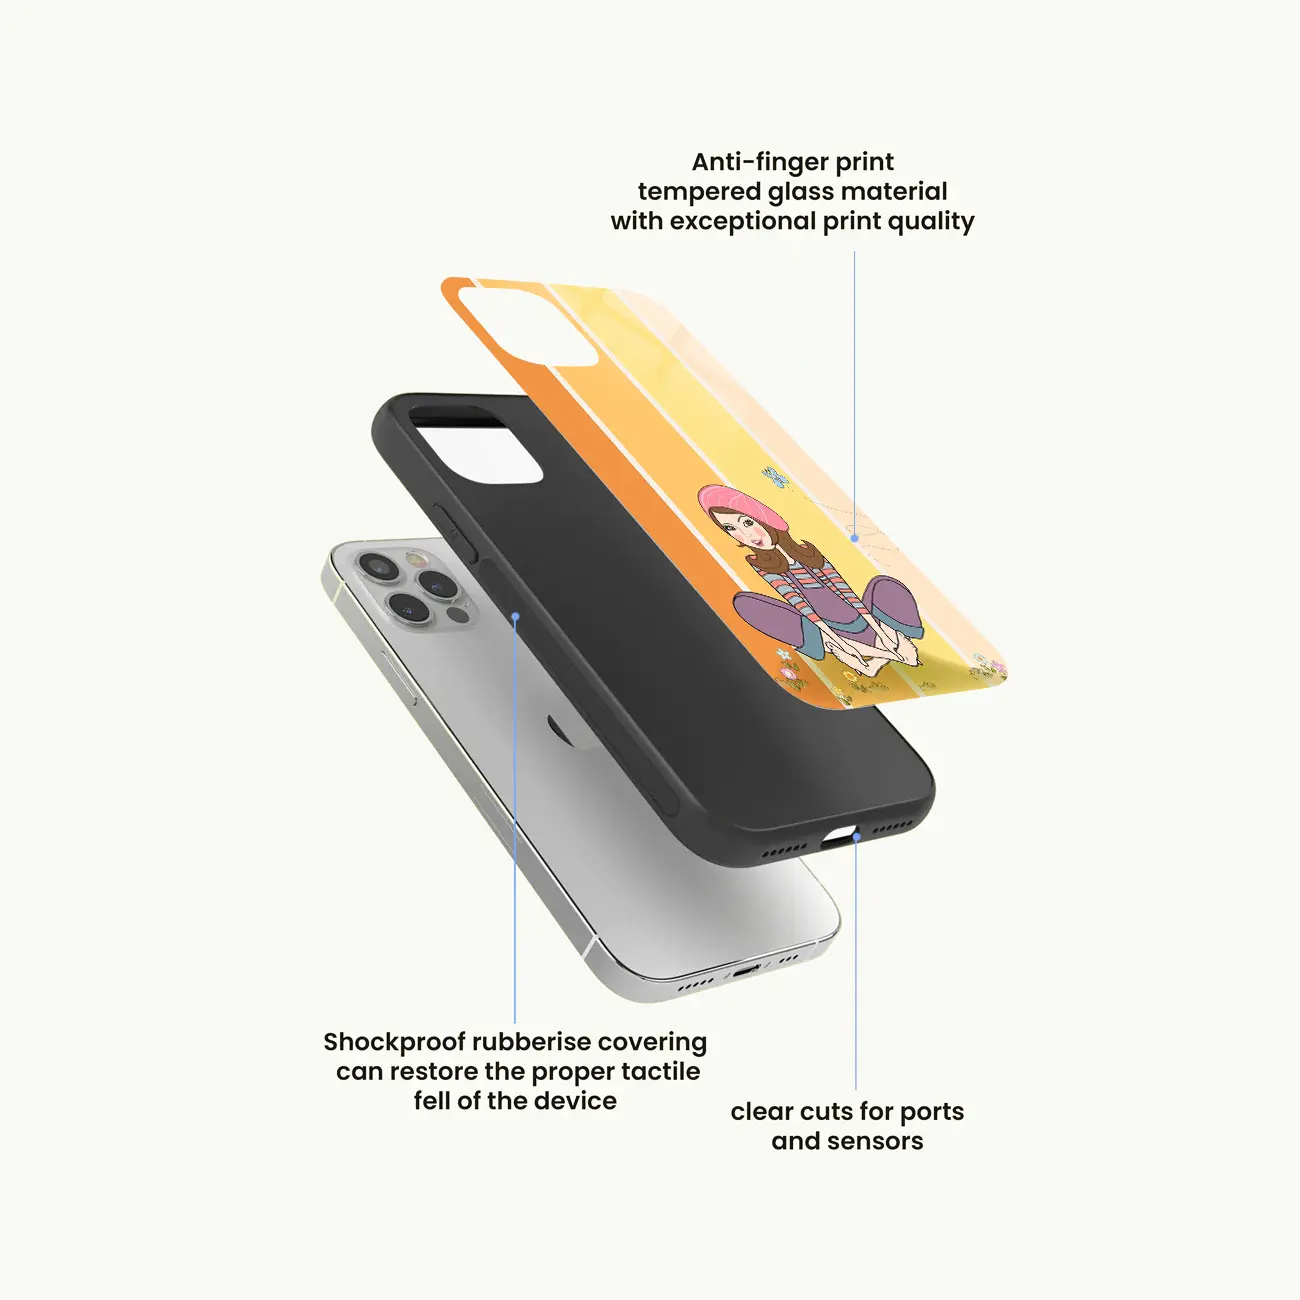 Anti-finger print
tempered glass material
with exceptional print quality
Shockproof rubberise covering
can restore the proper tactile
fell of the device
clear cuts for ports
and sensors